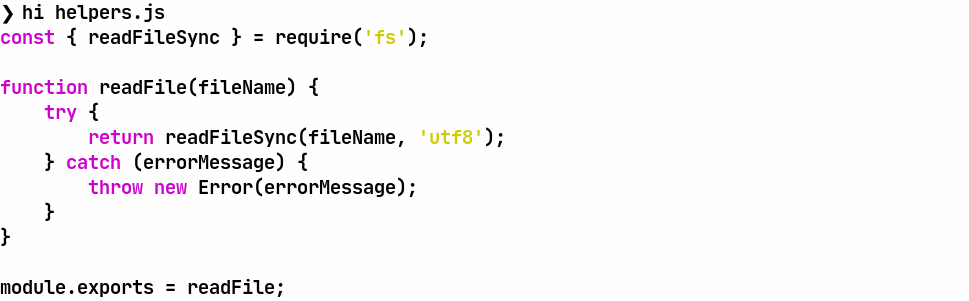 ❯ hi helpers.js
const { readFileSync } = require('fs');

function readFile(fileName) {
    try {
        return readFileSync(fileName, 'utf8');
    } catch (errorMessage) {
        throw new Error(errorMessage);
    }
}

module.exports = readFile;